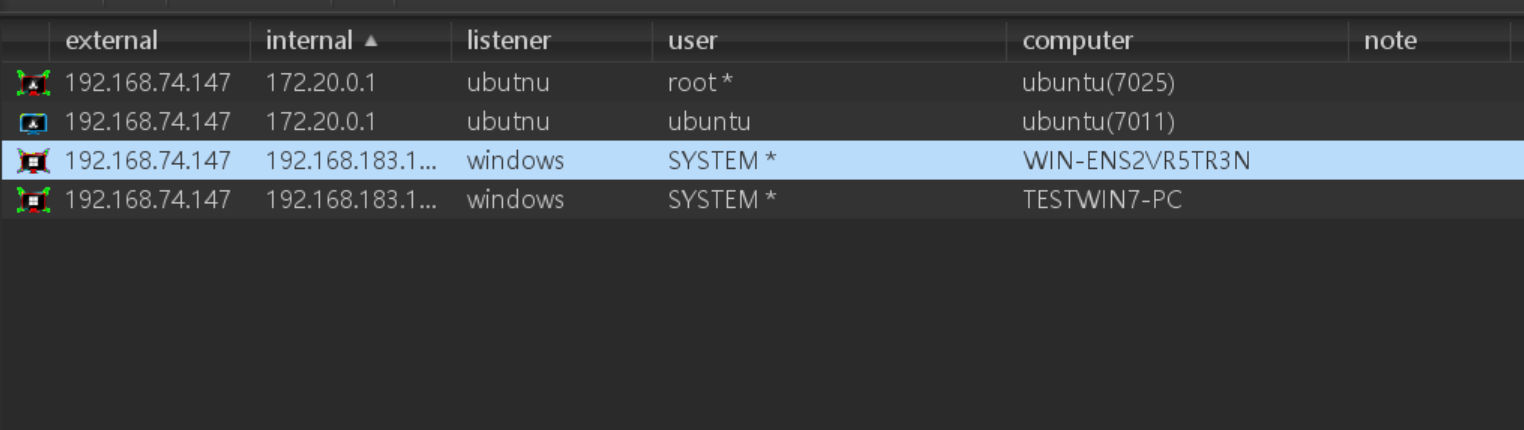 external internal listener user computer note
192.168.74.147 172.20.0.1 ubutnu root * ubuntu(7025)
192.168.74.147 172.20.0.1 ubutnu ubuntu ubuntu(7011)
192.168.74.147 192.168.183.1... windows SYSTEM * WIN-ENS2VR5TR3N
192.168.74.147 192.168.183.1... windows SYSTEM * TESTWIN7-PC